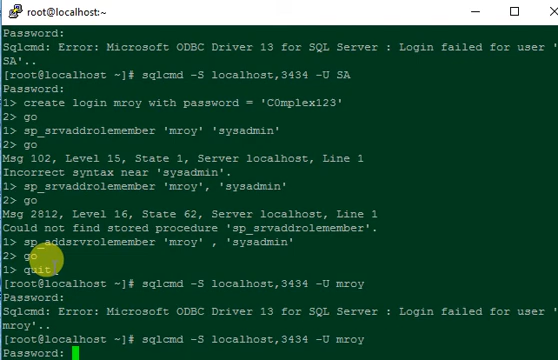 root@localhost:~
Password:
Sqlcmd: Error: Microsoft ODBC Driver 13 for SQL Server : Login failed for user '
SA'..
[root@localhost ~]# sqlcmd -S localhost,3434 -U SA
Password:
1> create login mroy with password = 'C0mplex123'
2> go
1> sp_srvaddrolemember 'mroy' 'sysadmin'
2> go
Msg 102, Level 15, State 1, Server localhost, Line 1
Incorrect syntax near 'sysadmin'.
1> sp_srvaddrolemember 'mroy', 'sysadmin'
2> go
Msg 2812, Level 16, State 62, Server localhost, Line 1
Could not find stored procedure 'sp_srvaddrolemember'.
1> sp_addsrvrolemember 'mroy' , 'sysadmin'
2> go
1> quit
[root@localhost ~]# sqlcmd -S localhost,3434 -U mroy
Password:
Sqlcmd: Error: Microsoft ODBC Driver 13 for SQL Server : Login failed for user '
mroy'..
[root@localhost ~]# sqlcmd -S localhost,3434 -U mroy
Password: